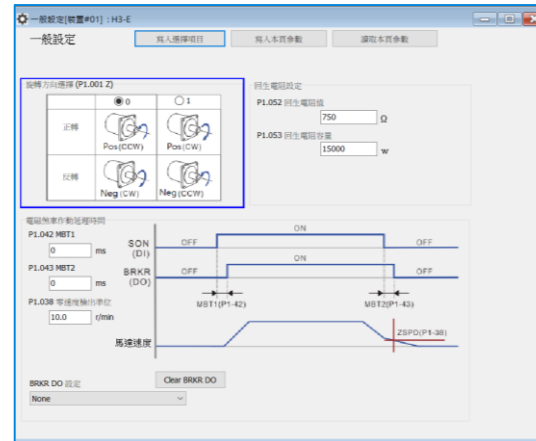 一般設定[裝置#01] : H3-E
一般設定
寫入選擇項目
寫入本頁參數
讀取本頁參數
旋轉方向選擇 (P1.001 Z)
0
1
正轉
Pos(CCW)
Pos(CW)
反轉
Neg(CW)
Neg(CCW)
回生電阻設定
P1.052 回生電阻值
750 Ω
P1.053 回生電阻容量
15000 w
電磁煞車作動延遲時間
P1.042 MBT1
0 ms
P1.043 MBT2
0 ms
P1.038 零速度檢出準位
10.0 r/min
SON
(DI)
OFF
ON
OFF
BRKR
(DO)
OFF
ON
OFF
MBT1(P1-42)
MBT2(P1-43)
馬達速度
ZSPD(P1-38)
BRKR DO 設定
None
Clear BRKR DO